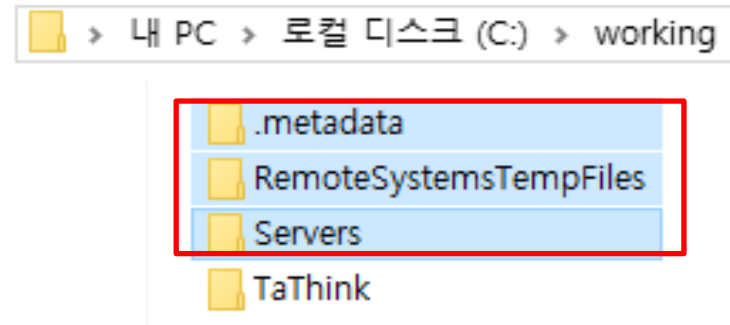 > 내 PC > 로컬 디스크 (C:) > working
.metadata
RemoteSystemsTempFiles
Servers
TaThink